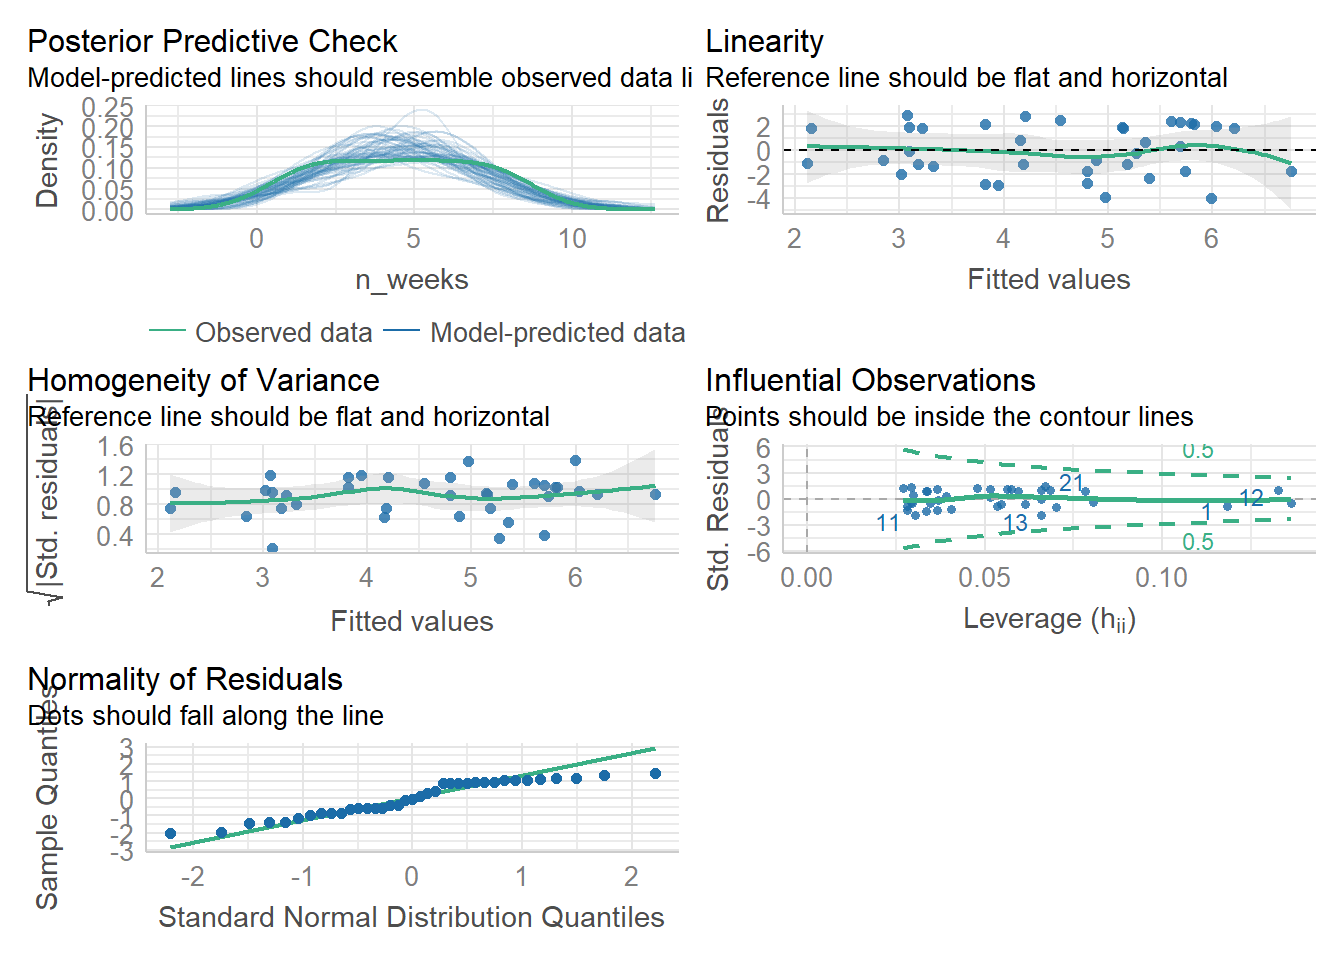 Posterior Predictive Check
Model-predicted lines should resemble observed data li
0.25
0.20
0.15
0.10
0.05
0.00
Density
0
5
10
n_weeks
Observed data
Model-predicted data
Linearity
Reference line should be flat and horizontal
2
0
-2
-4
Residuals
2
3
4
5
6
Fitted values
Homogeneity of Variance
Reference line should be flat and horizontal
1.6
1.2
0.8
0.4
√|Std. residuals|
2
3
4
5
6
Fitted values
Influential Observations
Points should be inside the contour lines
6
3
0
-3
-6
Std. Residuals
0.5
21
12
1
11
13
0.5
0.00
0.05
0.10
Leverage (hii)
Normality of Residuals
Dots should fall along the line
3
2
1
0
-1
-2
-3
Sample Quantiles
-2
-1
0
1
2
Standard Normal Distribution Quantiles